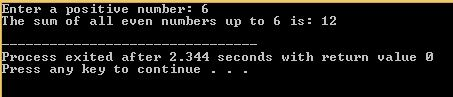 Enter a positive number: 6
The sum of all even numbers up to 6 is: 12
--------------------------------
Process exited after 2.344 seconds with return value 0
Press any key to continue . . .